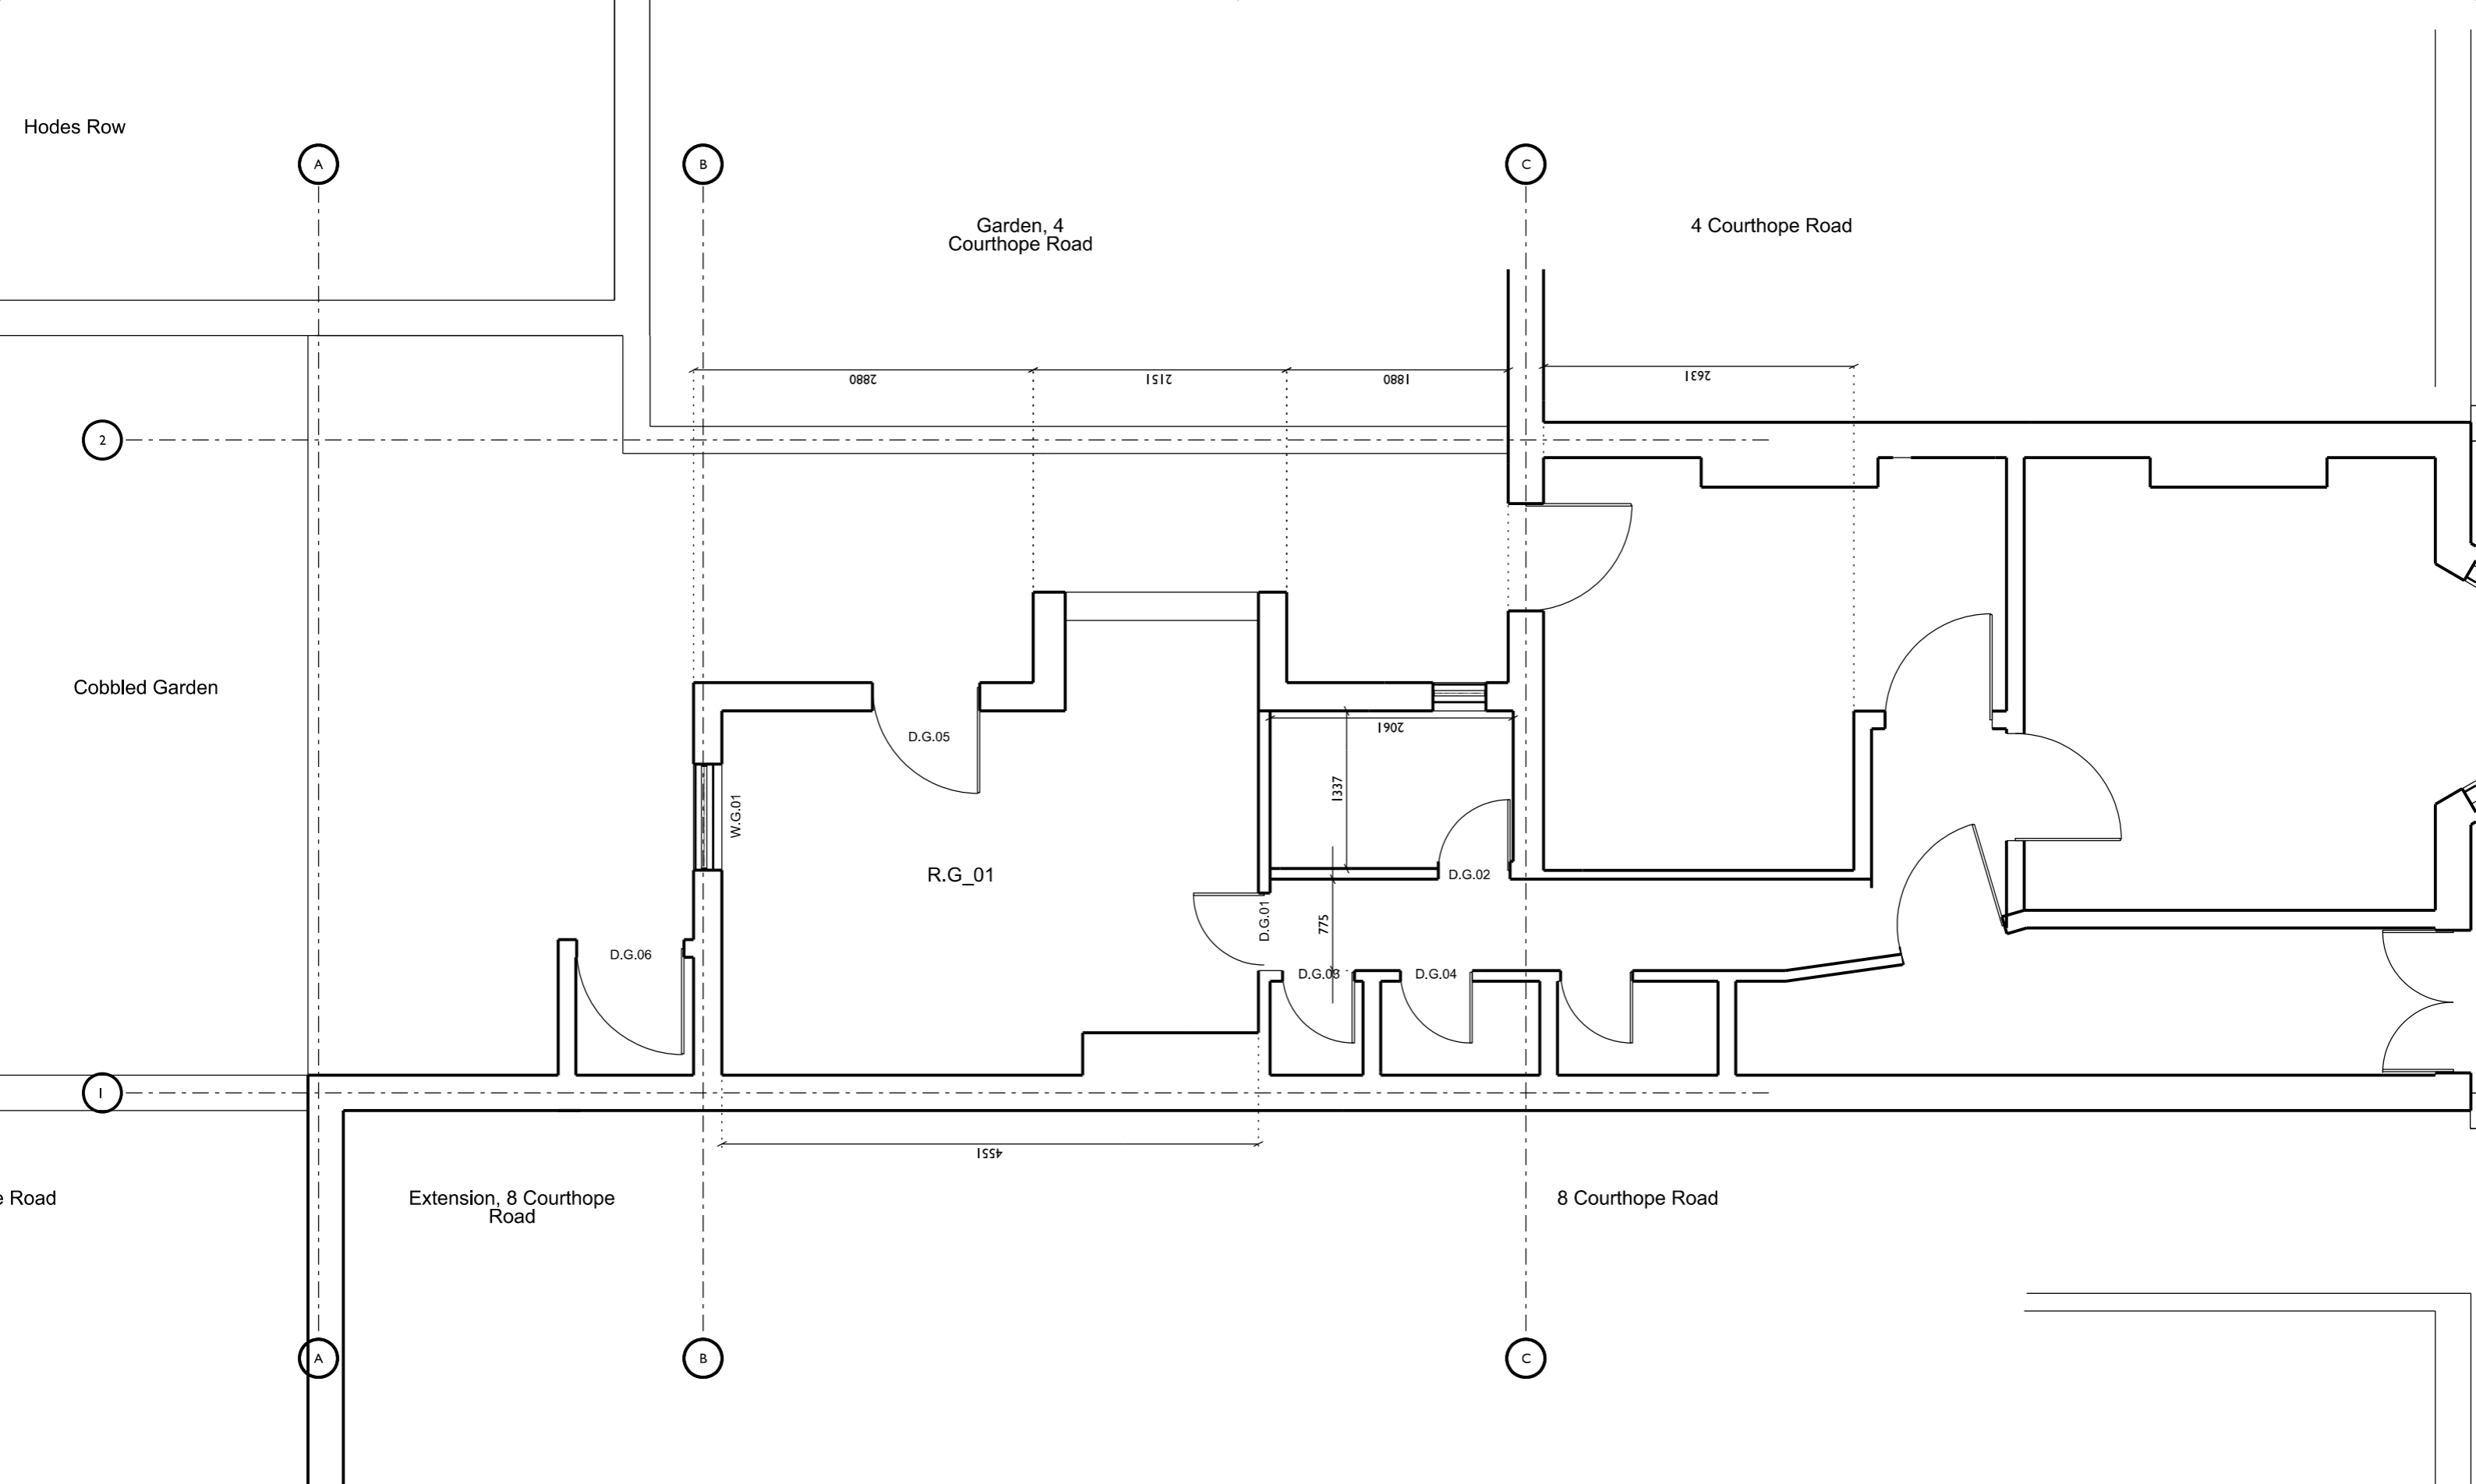 Hodes Row
A
B
C
Garden, 4
Courthope Road
4 Courthope Road
2880
2151
1880
2631
2
Cobbled Garden
D.G.05
2061
W.G.01
1337
R.G_01
D.G.02
D.G.01
775
D.G.06
D.G.03
D.G.04
1
4551
e Road
Extension, 8 Courthope
Road
8 Courthope Road
A
B
C